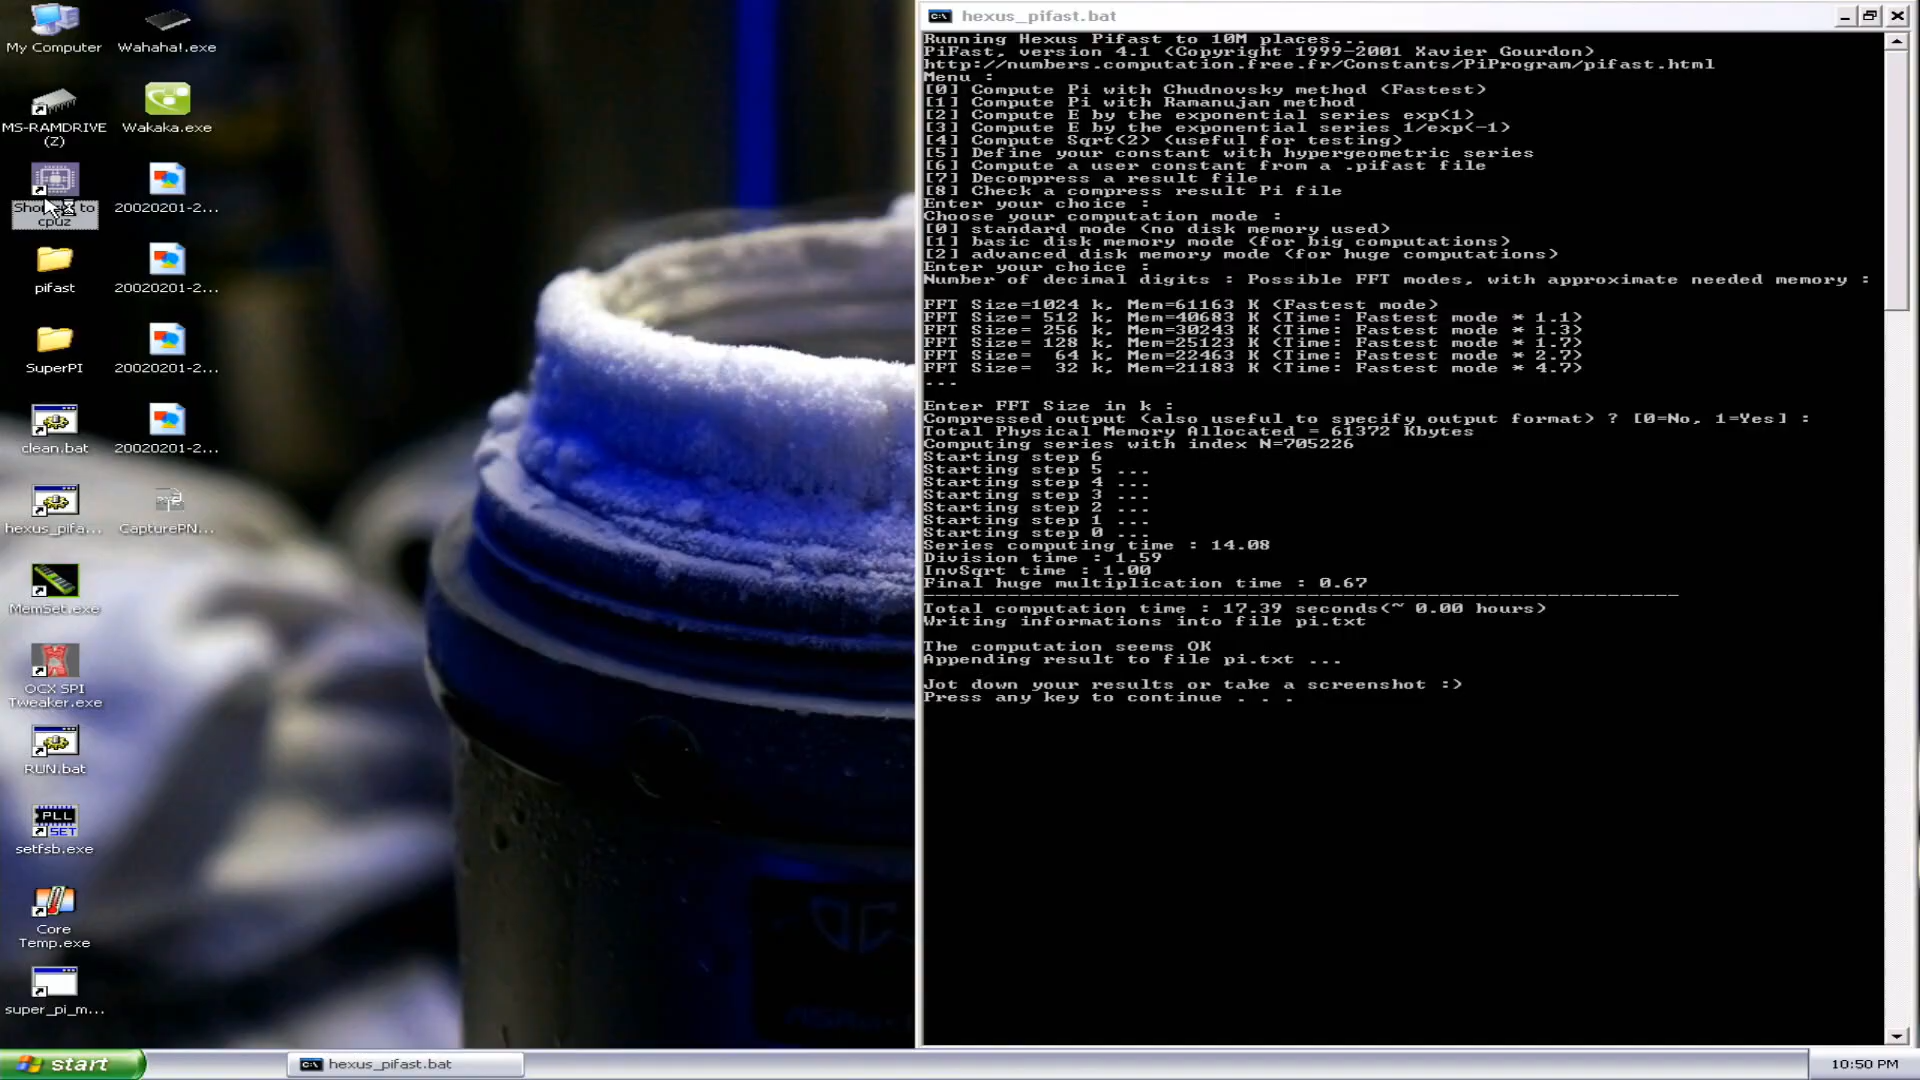 My Computer
Wahaha!.exe
MS-RAMDRIVE
(Z)
Wakaka.exe
cpuz
20020201-2...
pifast
20020201-2...
SuperPI
20020201-2...
clean.bat
20020201-2...
hexus_pifa...
CapturePN...
MemSet.exe
OCX SPI
Tweaker.exe
RUN.bat
PLL
SET
setfsb.exe
Core
Temp.exe
super_pi_m...
start
hexus_pifast.bat
10:50 PM
hexus_pifast.bat
Running Hexus Pifast to 10M places...
PiFast, version 4.1 (Copyright 1999-2001 Xavier Gourdon)
http://numbers.computation.free.fr/Constants/PiProgram/pifast.html
Menu :
[0] Compute Pi with Chudnovsky method (Fastest)
[1] Compute Pi with Ramanujan method
[2] Compute E by the exponential series exp(1)
[3] Compute E by the exponential series 1/exp(-1)
[4] Compute Sqrt(2) (useful for testing)
[5] Define your constant with hypergeometric series
[6] Compute a user constant from a .pifast file
[7] Decompress a result file
[8] Check a compress result Pi file
Enter your choice :
Choose your computation mode :
[0] standard mode (no disk memory used)
[1] basic disk memory mode (for big computations)
[2] advanced disk memory mode (for huge computations)
Enter your choice :
Number of decimal digits : Possible FFT modes, with approximate needed memory :
FFT Size=1024 k, Mem=61163 K (Fastest mode)
FFT Size= 512 k, Mem=40683 K (Time: Fastest mode * 1.1)
FFT Size= 256 k, Mem=30243 K (Time: Fastest mode * 1.3)
FFT Size= 128 k, Mem=25123 K (Time: Fastest mode * 1.7)
FFT Size=  64 k, Mem=22463 K (Time: Fastest mode * 2.7)
FFT Size=  32 k, Mem=21183 K (Time: Fastest mode * 4.7)
...
Enter FFT Size in k :
Compressed output (also useful to specify output format) ? [0=No, 1=Yes] :
Total Physical Memory Allocated = 61372 Kbytes
Computing series with index N=705226
Starting step 6
Starting step 5 ...
Starting step 4 ...
Starting step 3 ...
Starting step 2 ...
Starting step 1 ...
Starting step 0 ...
Series computing time : 14.08
Division time : 1.59
InvSqrt time : 1.00
Final huge multiplication time : 0.67
Total computation time : 17.39 seconds(~ 0.00 hours)
Writing informations into file pi.txt
The computation seems OK
Appending result to file pi.txt ...
Jot down your results or take a screenshot :)
Press any key to continue . . .